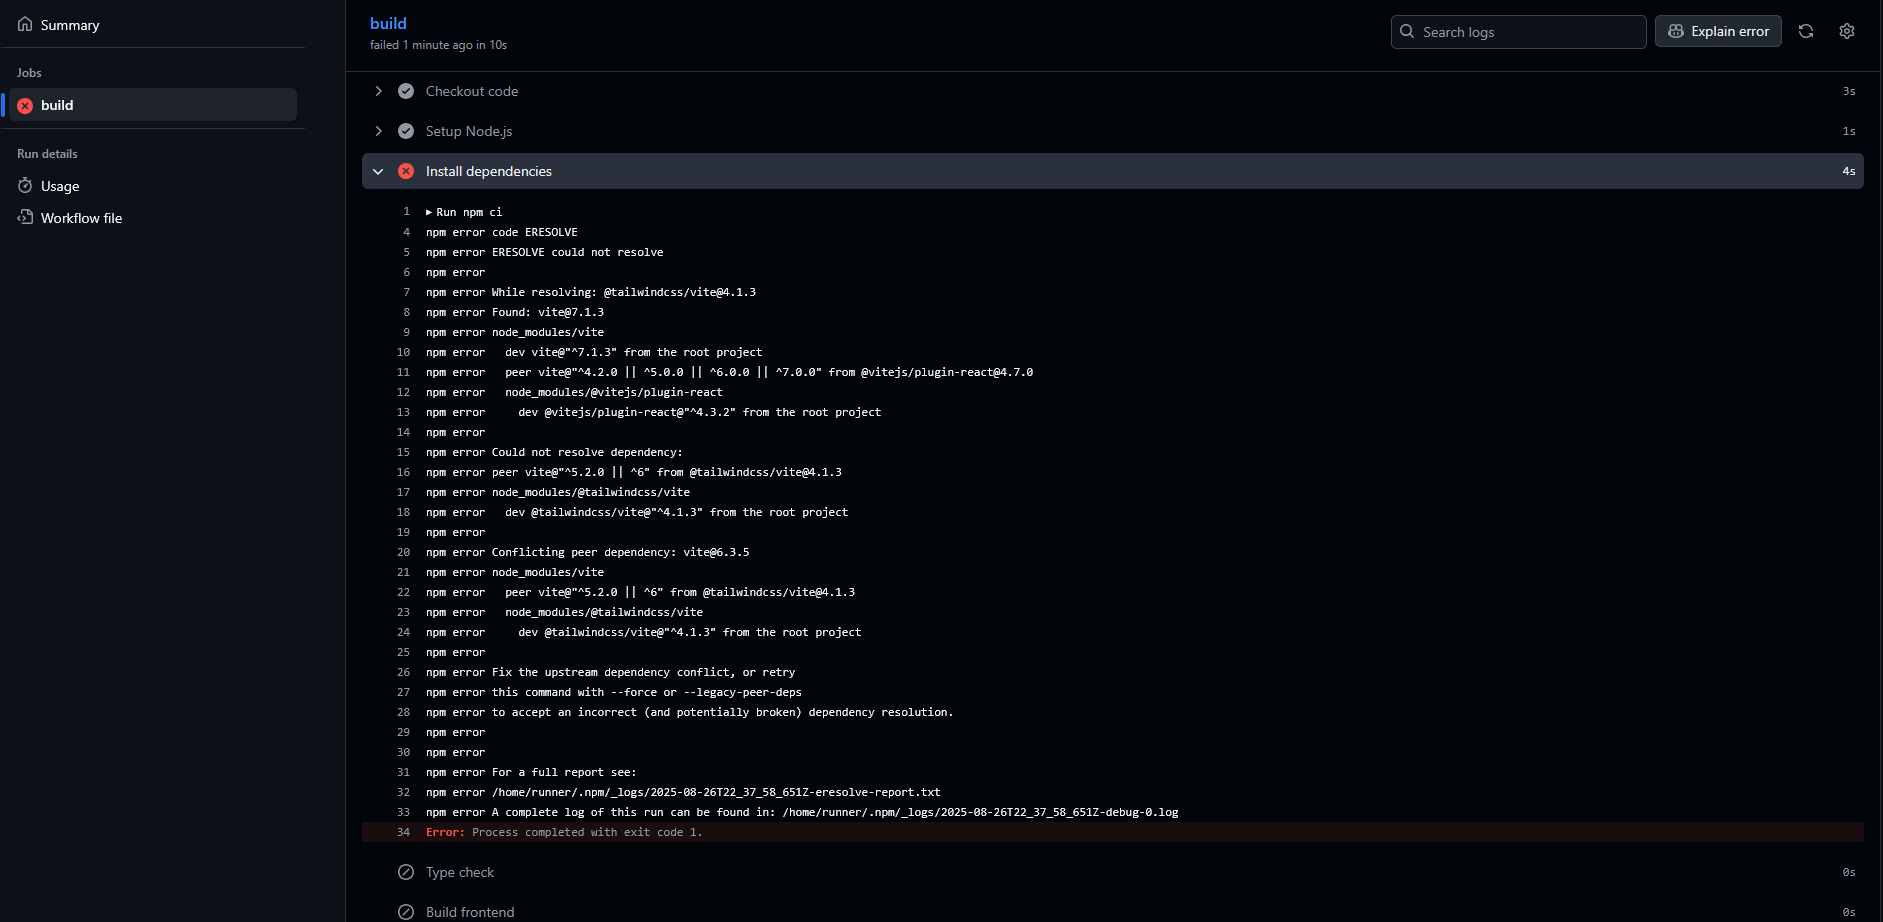 Summary
Jobs
build
Run details
Usage
Workflow file
build
failed 1 minute ago in 10s
Search logs
Explain error
Checkout code 3s
Setup Node.js 1s
Install dependencies 4s
1 ▶ Run npm ci
4 npm error code ERESOLVE
5 npm error ERESOLVE could not resolve
6 npm error
7 npm error While resolving: @tailwindcss/vite@4.1.3
8 npm error Found: vite@7.1.3
9 npm error node_modules/vite
10 npm error   dev vite@"^7.1.3" from the root project
11 npm error   peer vite@"^4.2.0 || ^5.0.0 || ^6.0.0 || ^7.0.0" from @vitejs/plugin-react@4.7.0
12 npm error   node_modules/@vitejs/plugin-react
13 npm error     dev @vitejs/plugin-react@"^4.3.2" from the root project
14 npm error
15 npm error Could not resolve dependency:
16 npm error peer vite@"^5.2.0 || ^6" from @tailwindcss/vite@4.1.3
17 npm error node_modules/@tailwindcss/vite
18 npm error   dev @tailwindcss/vite@"^4.1.3" from the root project
19 npm error
20 npm error Conflicting peer dependency: vite@6.3.5
21 npm error node_modules/vite
22 npm error   peer vite@"^5.2.0 || ^6" from @tailwindcss/vite@4.1.3
23 npm error   node_modules/@tailwindcss/vite
24 npm error     dev @tailwindcss/vite@"^4.1.3" from the root project
25 npm error
26 npm error Fix the upstream dependency conflict, or retry
27 npm error this command with --force or --legacy-peer-deps
28 npm error to accept an incorrect (and potentially broken) dependency resolution.
29 npm error
30 npm error
31 npm error For a full report see:
32 npm error /home/runner/.npm/_logs/2025-08-26T22_37_58_651Z-eresolve-report.txt
33 npm error A complete log of this run can be found in: /home/runner/.npm/_logs/2025-08-26T22_37_58_651Z-debug-0.log
34 Error: Process completed with exit code 1.
Type check 0s
Build frontend 0s